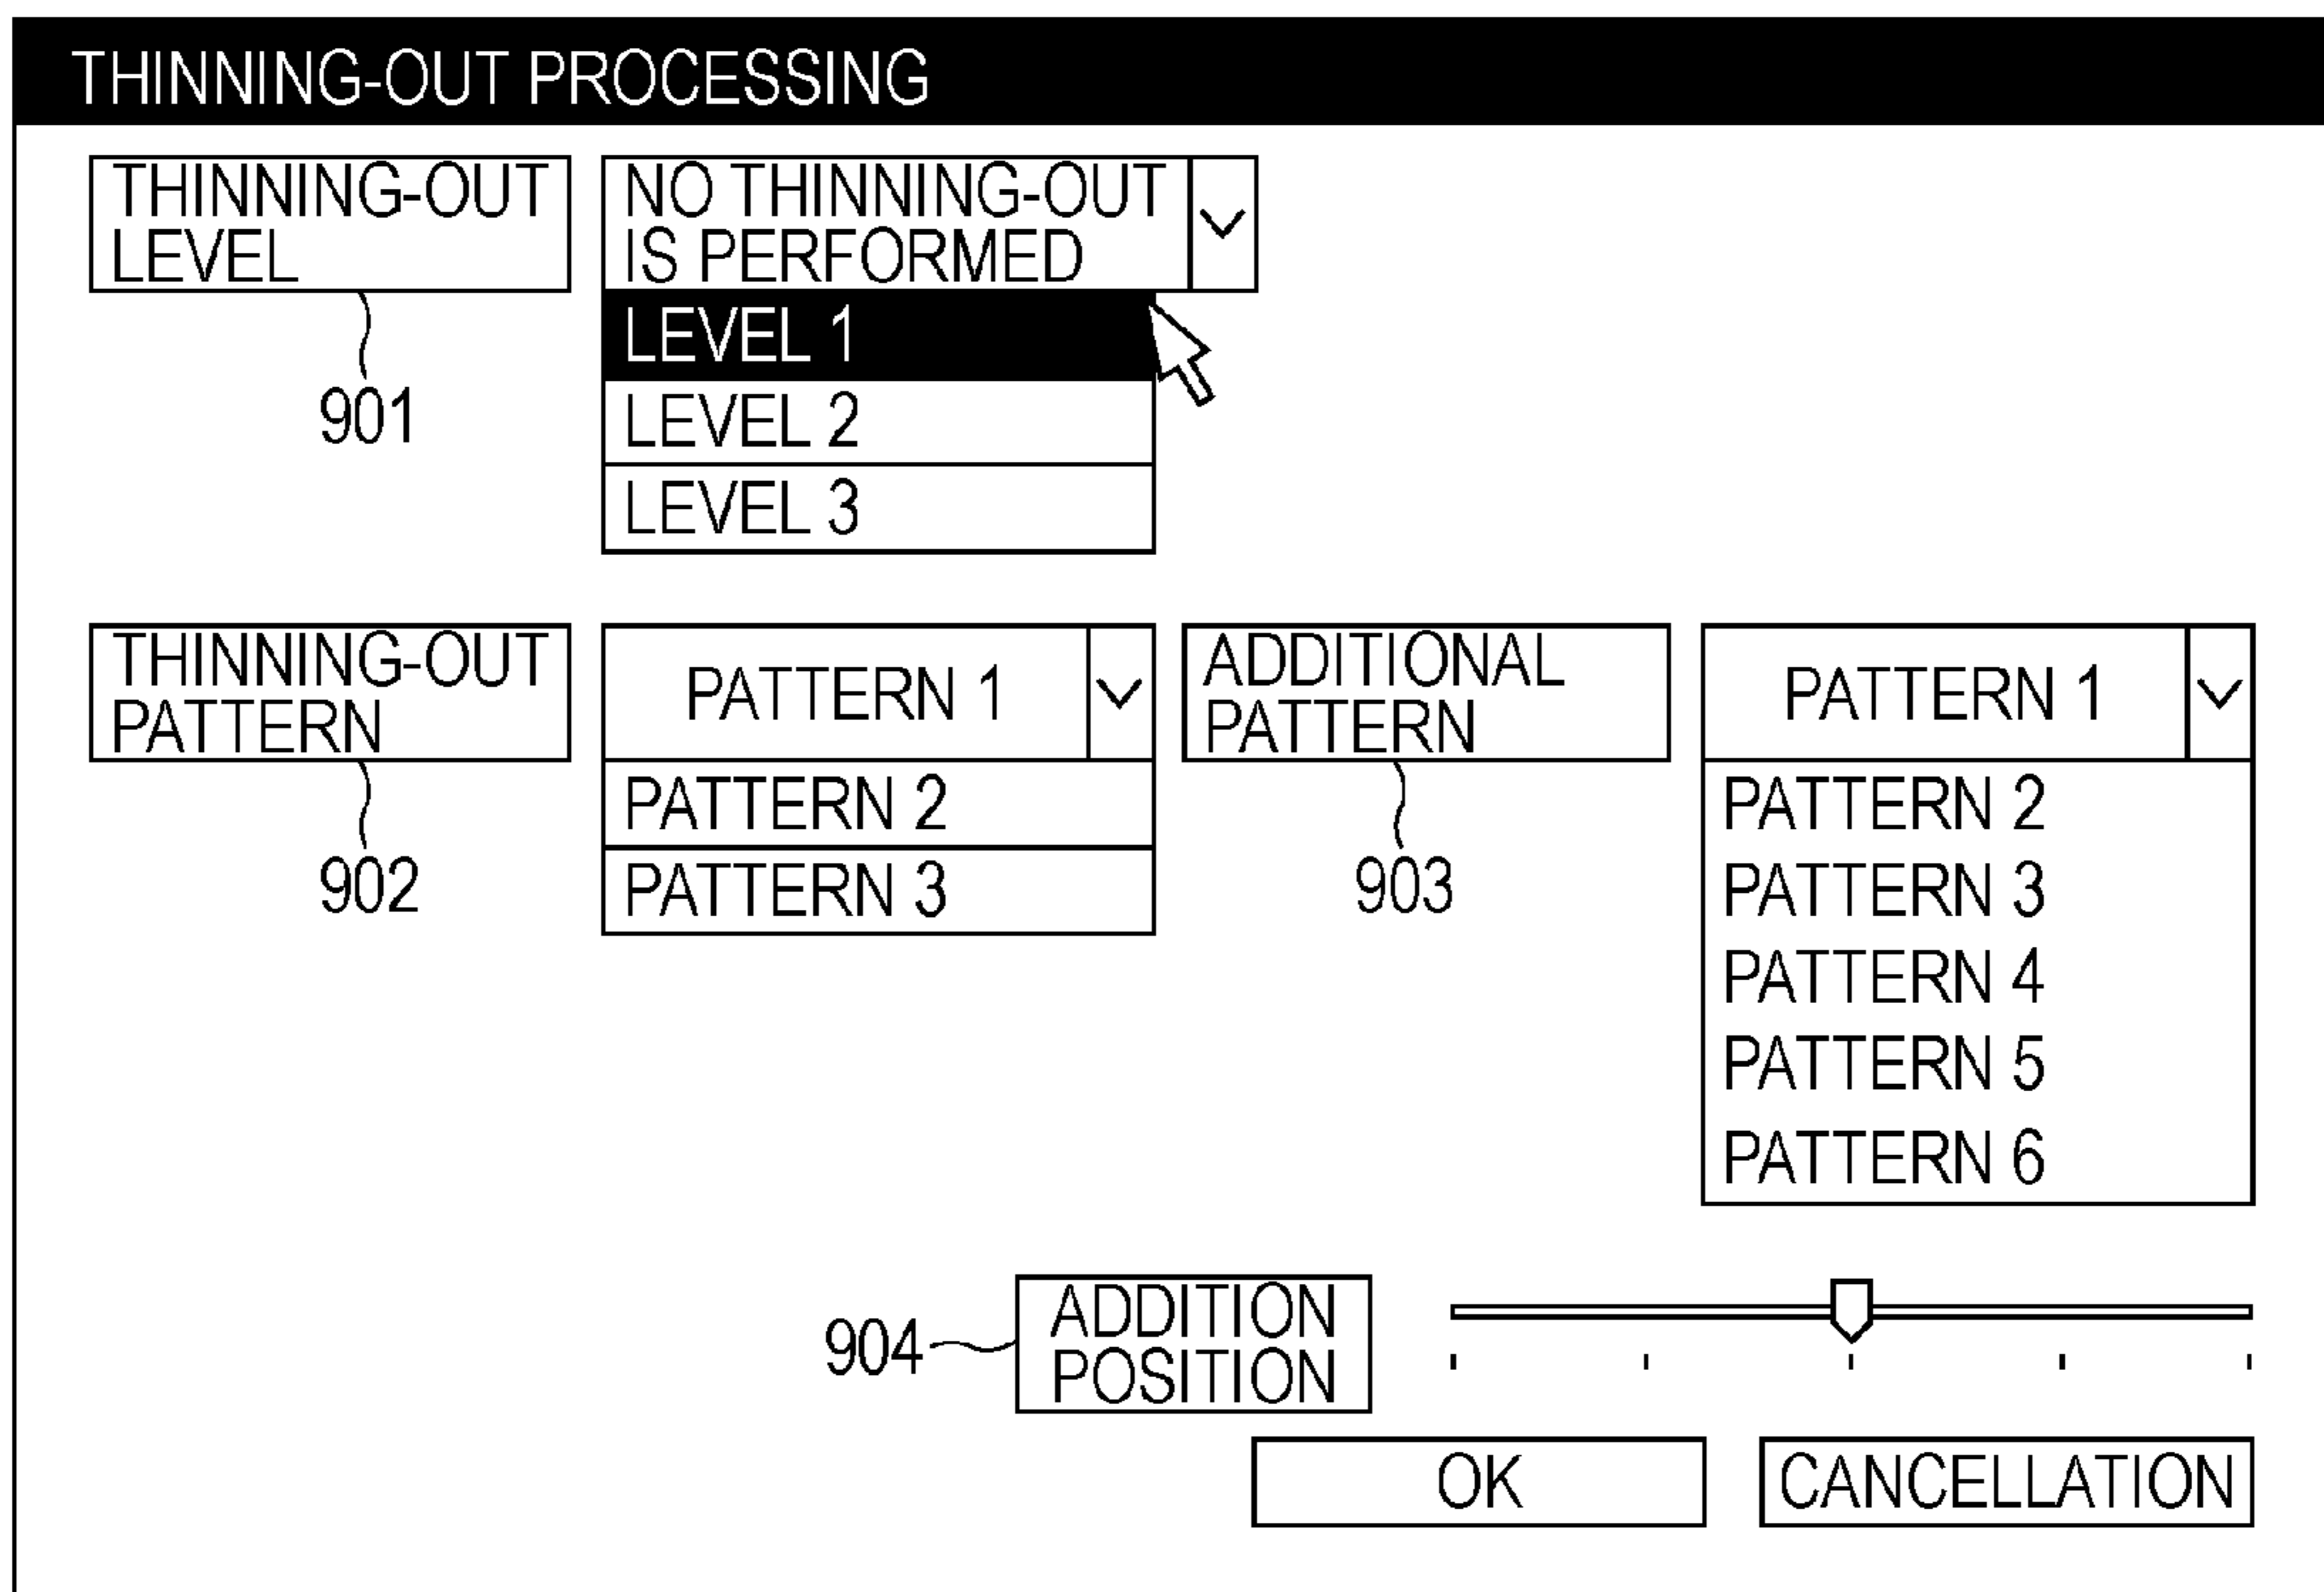 THINNING-OUT PROCESSING
THINNING-OUT
LEVEL
901
NO THINNING-OUT
IS PERFORMED
LEVEL 1
LEVEL 2
LEVEL 3
THINNING-OUT
PATTERN
902
PATTERN 1
PATTERN 2
PATTERN 3
ADDITIONAL
PATTERN
903
PATTERN 1
PATTERN 2
PATTERN 3
PATTERN 4
PATTERN 5
PATTERN 6
904
ADDITION
POSITION
OK
CANCELLATION